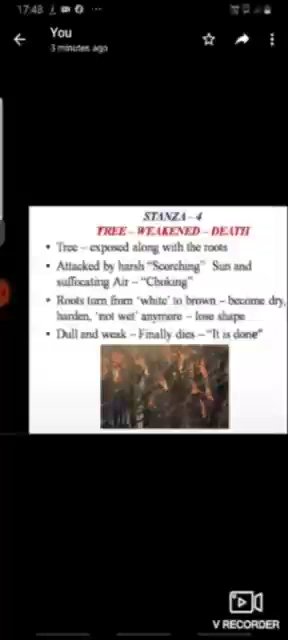 17:48
You
3 minutes ago
STANZA – 4
TREE – WEAKENED – DEATH
• Tree – exposed along with the roots
• Attacked by harsh "Scorching" Sun and
suffocating Air – "Choking"
• Roots turn from 'white' to brown – become dry,
harden, 'not wet' anymore – lose shape
• Dull and weak – Finally dies – "It is done"
V RECORDER